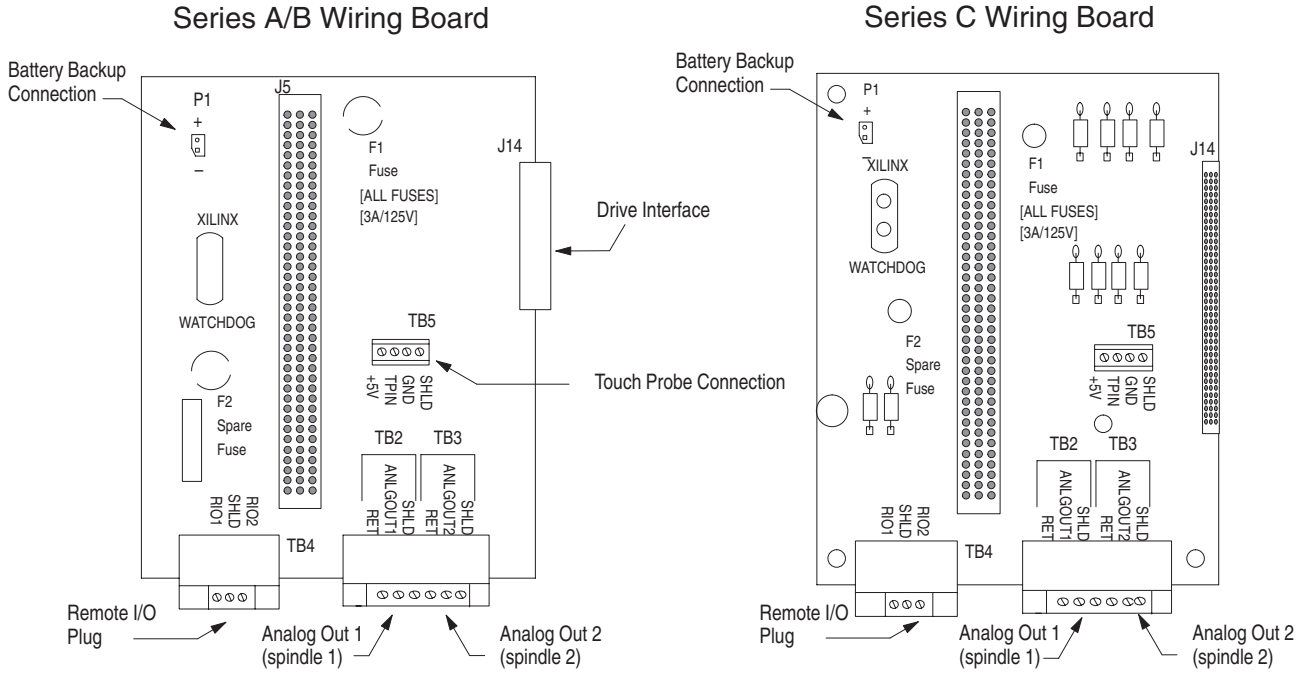 Series A/B Wiring Board
Battery Backup
Connection
P1
+
–
J5
F1
Fuse
[ALL FUSES]
[3A/125V]
J14
Drive Interface
XILINX
WATCHDOG
TB5
+5V
TPIN
GND
SHLD
Touch Probe Connection
F2
Spare
Fuse
TB2
TB3
RET
ANLGOUT1
SHLD
RET
ANLGOUT2
SHLD
RIO1
SHLD
RIO2
TB4
Remote I/O
Plug
Analog Out 1
(spindle 1)
Analog Out 2
(spindle 2)
Series C Wiring Board
Battery Backup
Connection
P1
+
–
XILINX
WATCHDOG
F1
Fuse
[ALL FUSES]
[3A/125V]
J14
F2
Spare
Fuse
TB5
+5V
TPIN
GND
SHLD
TB2
TB3
RET
ANLGOUT1
SHLD
RET
ANLGOUT2
SHLD
RIO1
SHLD
RIO2
TB4
Remote I/O
Plug
Analog Out 1
(spindle 1)
Analog Out 2
(spindle 2)